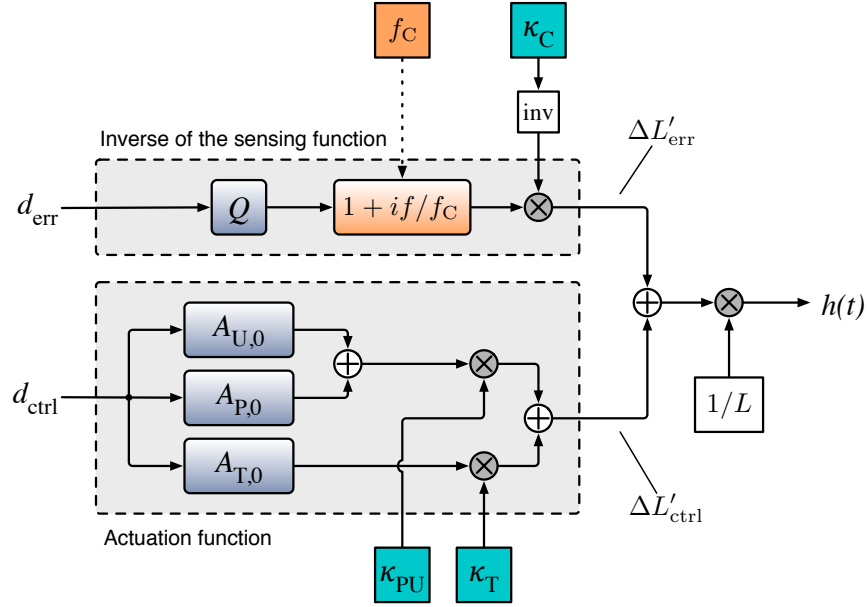 f_C
κ_C
inv
Inverse of the sensing function
ΔL′_err
d_err
Q
1 + if/f_C
A_U,0
h(t)
d_ctrl
A_P,0
1/L
A_T,0
ΔL′_ctrl
Actuation function
κ_PU
κ_T